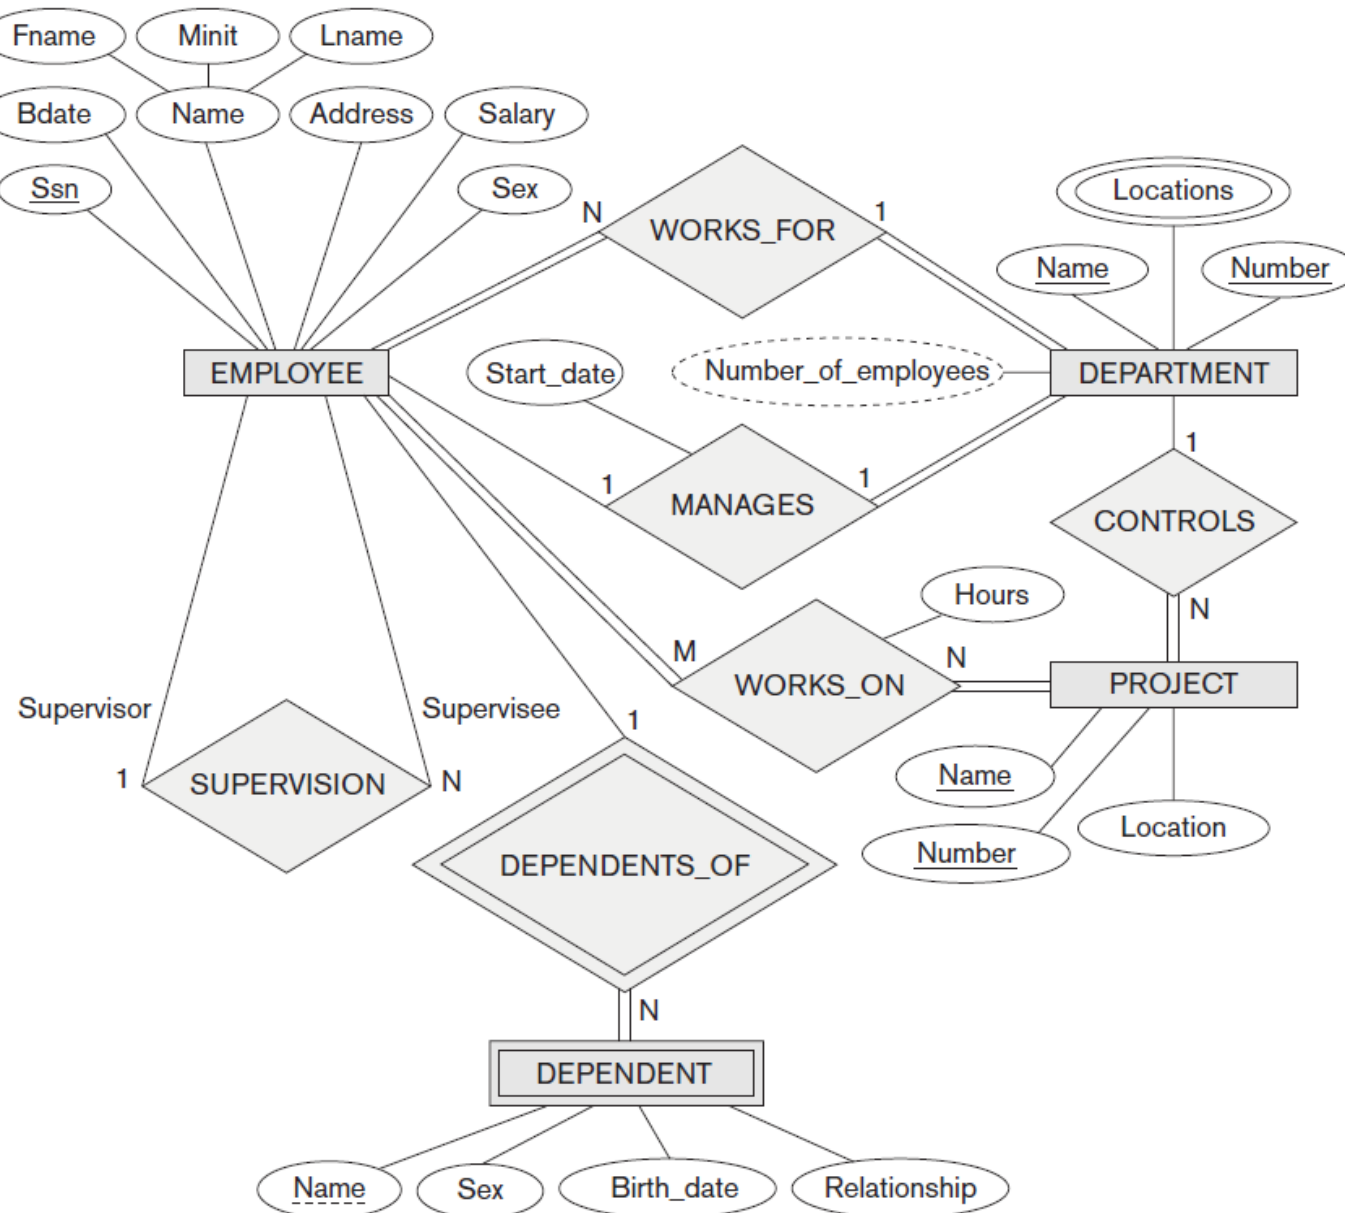 Fname
Minit
Lname
Bdate
Name
Address
Salary
Ssn
Sex
N
WORKS_FOR
1
Locations
Name
Number
EMPLOYEE
Start_date
Number_of_employees
DEPARTMENT
1
MANAGES
1
1
CONTROLS
N
Hours
M
WORKS_ON
N
PROJECT
Supervisor
Supervisee
1
SUPERVISION
N
1
Name
Number
Location
DEPENDENTS_OF
N
DEPENDENT
Name
Sex
Birth_date
Relationship